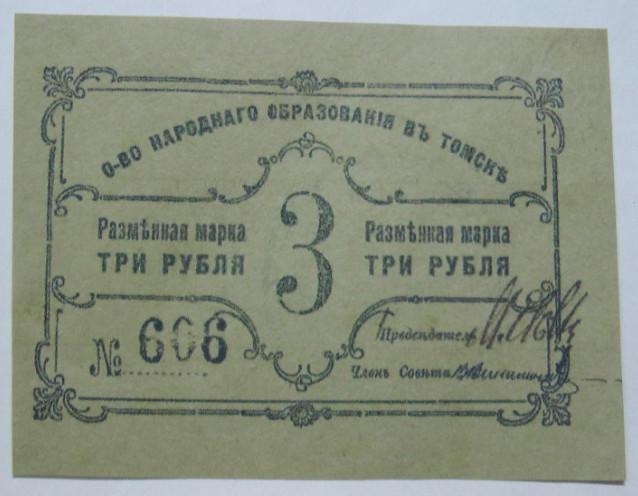 О-ВО НАРОДНАГО ОБРАЗОВАНІЯ ВЪ ТОМСКѢ
Размѣнная марка
ТРИ РУБЛЯ
3
Размѣнная марка
ТРИ РУБЛЯ
№ 606
Предсѣдатель
Членъ Совѣта